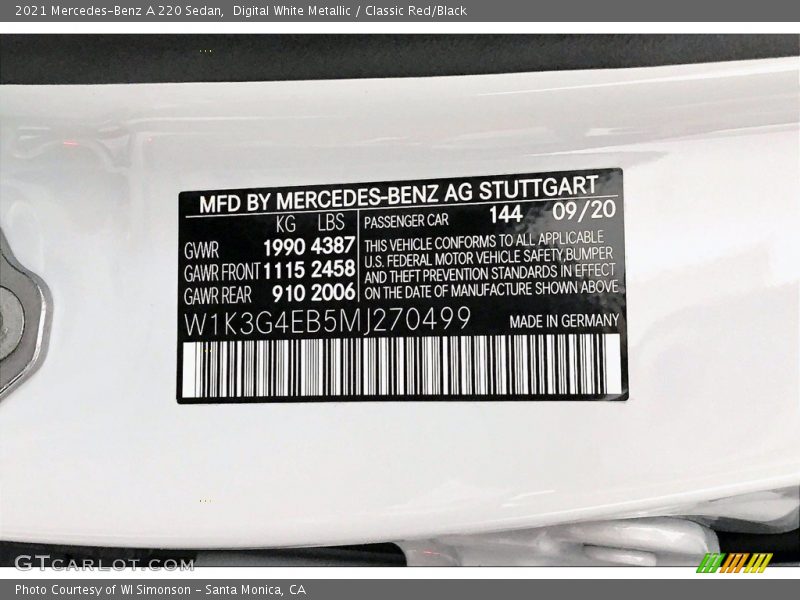 2021 Mercedes-Benz A 220 Sedan,  Digital White Metallic / Classic Red/Black
MFD BY MERCEDES-BENZ AG STUTTGART
KG LBS
GWR 1990 4387
GAWR FRONT 1115 2458
GAWR REAR 910 2006
PASSENGER CAR 144 09/20
THIS VEHICLE CONFORMS TO ALL APPLICABLE
U.S. FEDERAL MOTOR VEHICLE SAFETY,BUMPER
AND THEFT PREVENTION STANDARDS IN EFFECT
ON THE DATE OF MANUFACTURE SHOWN ABOVE
W1K3G4EB5MJ270499 MADE IN GERMANY
GTCARLOT.COM
Photo Courtesy of WI Simonson - Santa Monica, CA